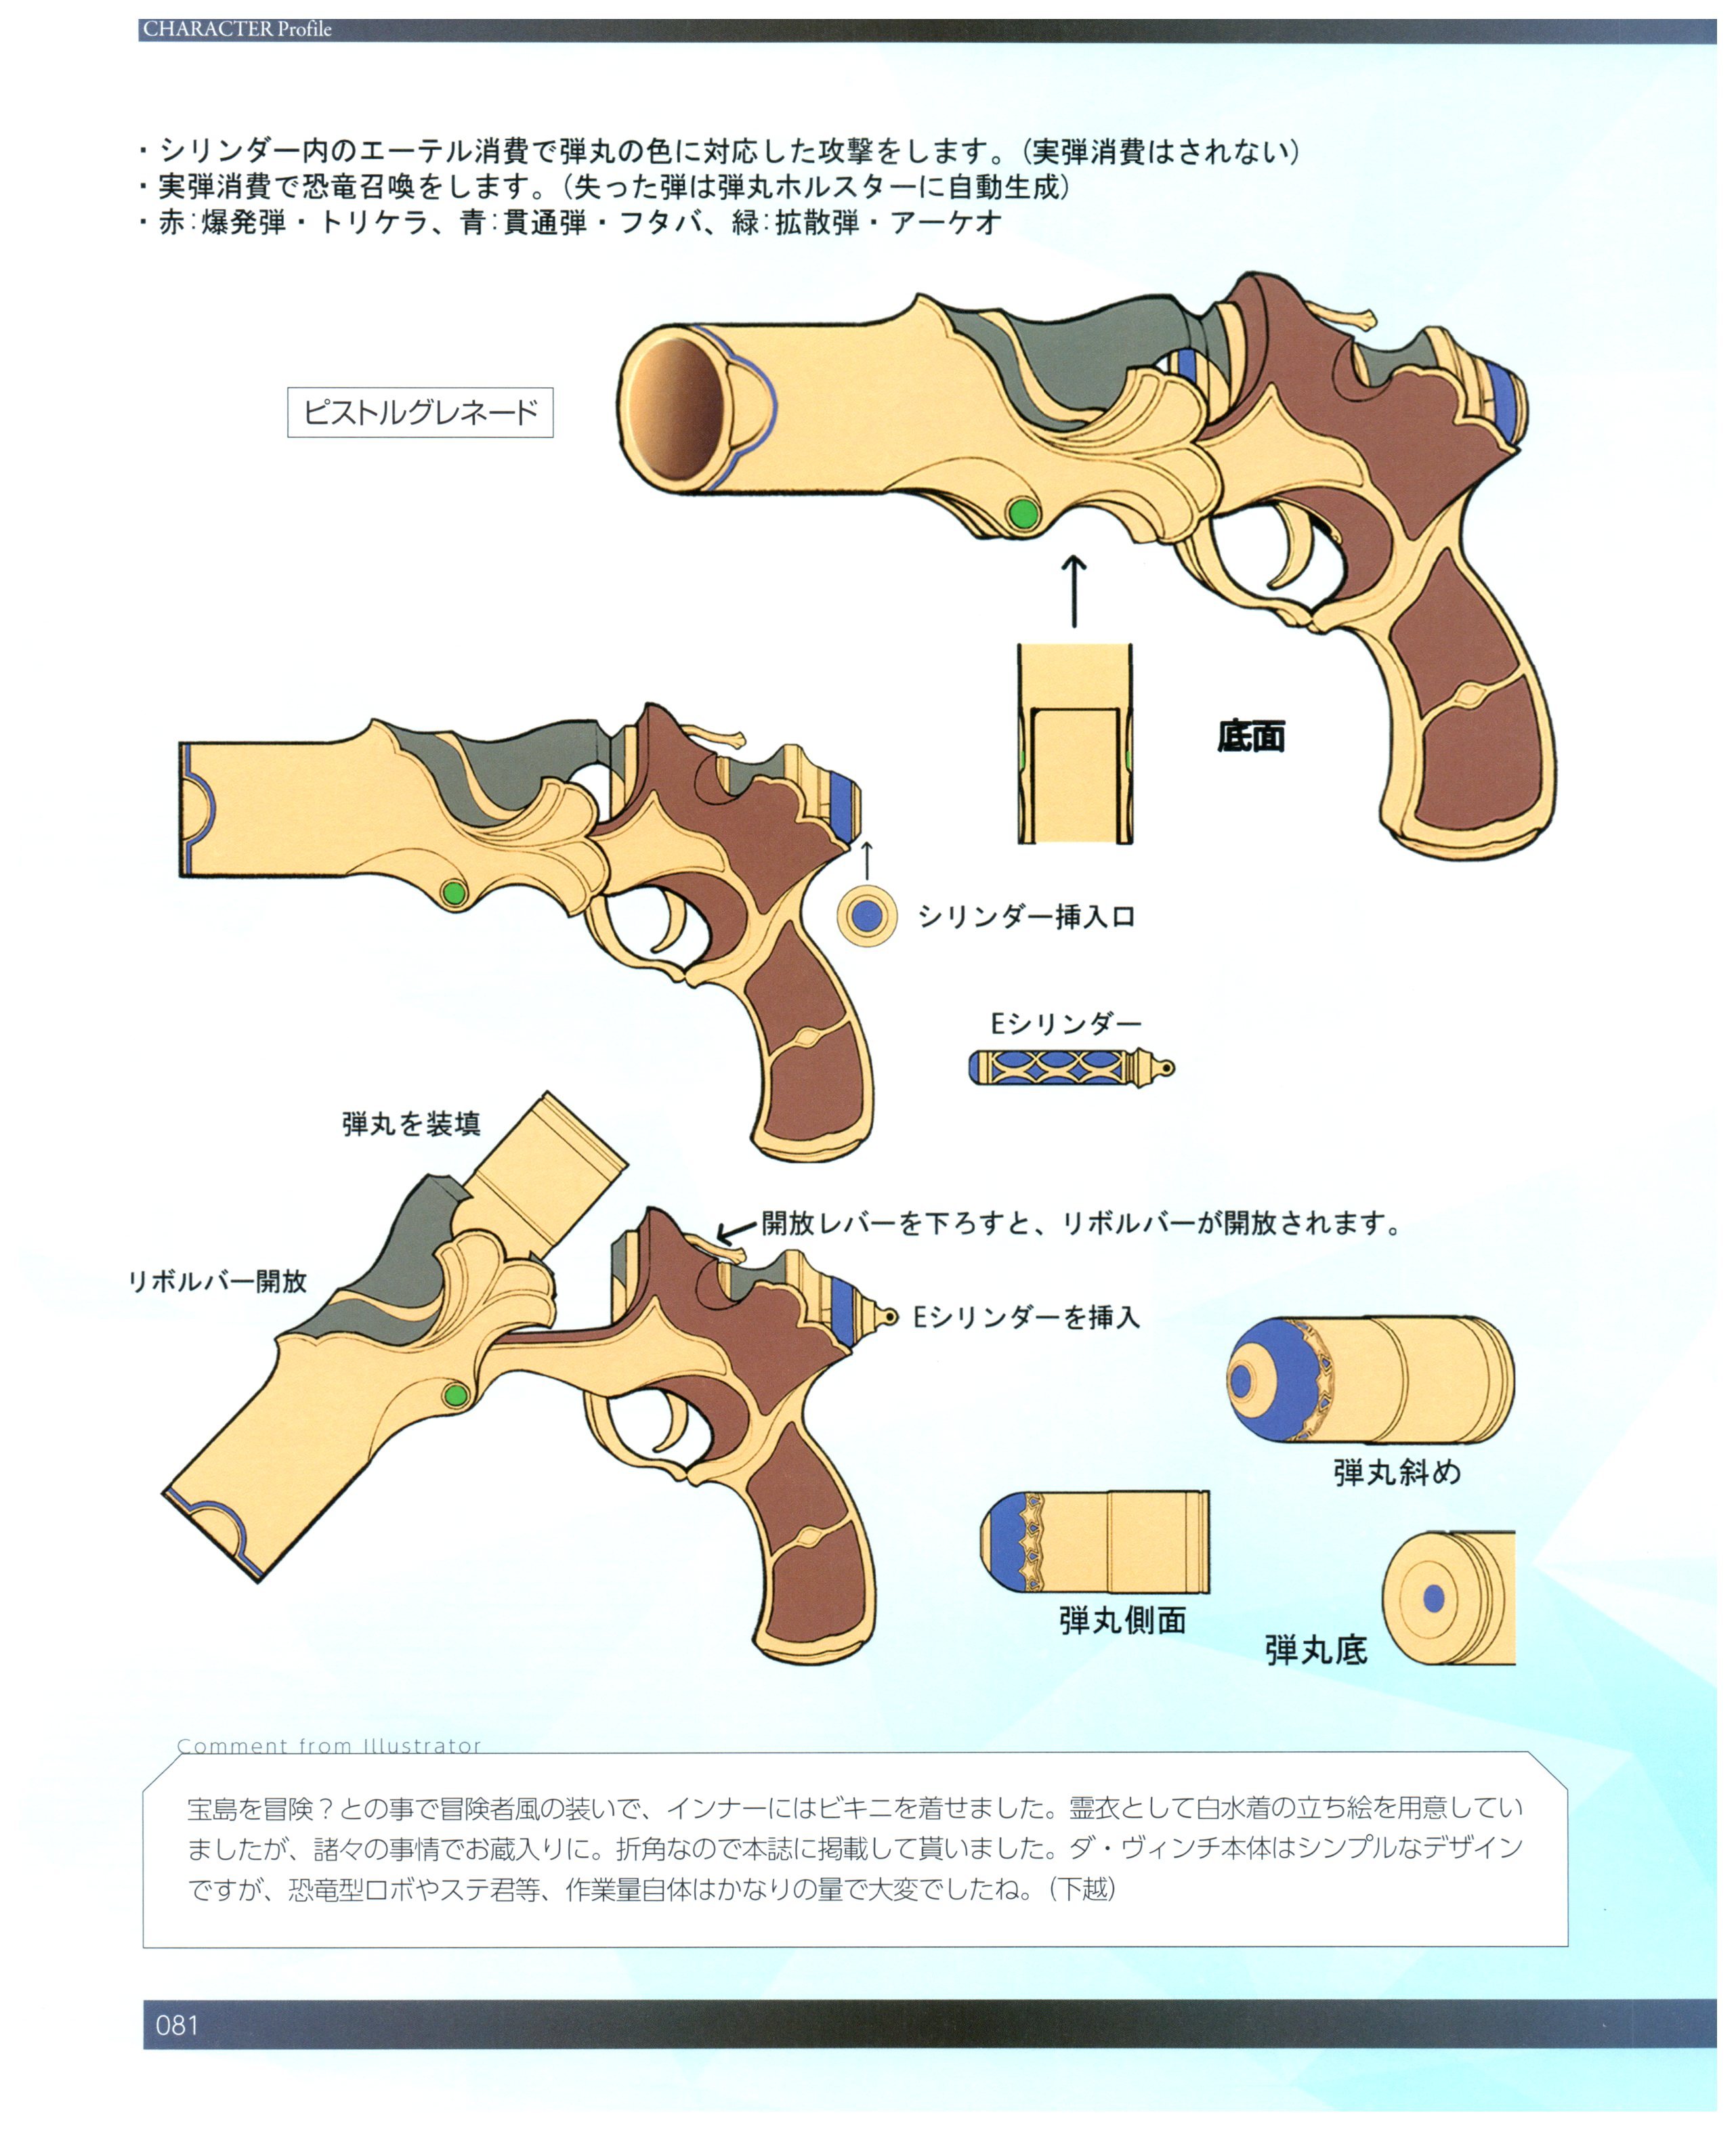 CHARACTER Profile
・シリンダー内のエーテル消費で弾丸の色に対応した攻撃をします。(実弾消費はされない)
・実弾消費で恐竜召喚をします。(失った弾は弾丸ホルスターに自動生成)
・赤:爆発弾・トリケラ、青:貫通弾・フタバ、緑:拡散弾・アーケオ
ピストルグレネード
底面
シリンダー挿入口
Eシリンダー
弾丸を装填
開放レバーを下ろすと、リボルバーが開放されます。
リボルバー開放
Eシリンダーを挿入
弾丸斜め
弾丸側面
弾丸底
Comment from Illustrator
宝島を冒険？との事で冒険者風の装いで、インナーにはビキニを着せました。霊衣として白水着の立ち絵を用意してい
ましたが、諸々の事情でお蔵入りに。折角なので本誌に掲載して貰いました。ダ・ヴィンチ本体はシンプルなデザイン
ですが、恐竜型ロボやステ君等、作業量自体はかなりの量で大変でしたね。(下越)
081